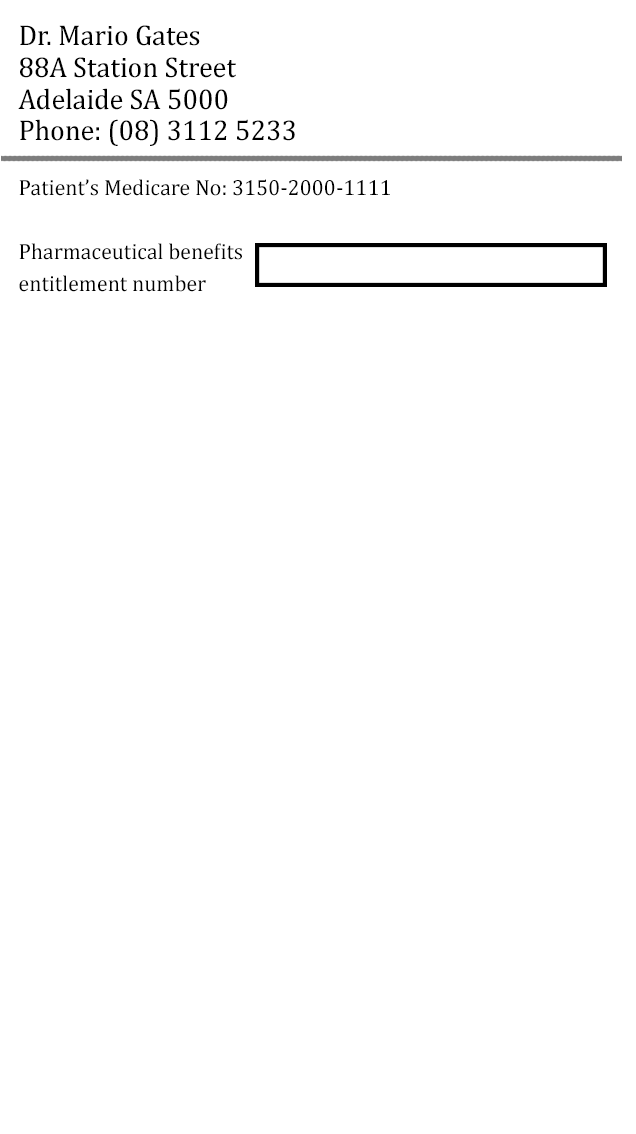 Dr. Mario Gates
88A Station Street
Adelaide SA 5000
Phone: (08) 3112 5233
Patient’s Medicare No: 3150-2000-1111
Pharmaceutical benefits
entitlement number